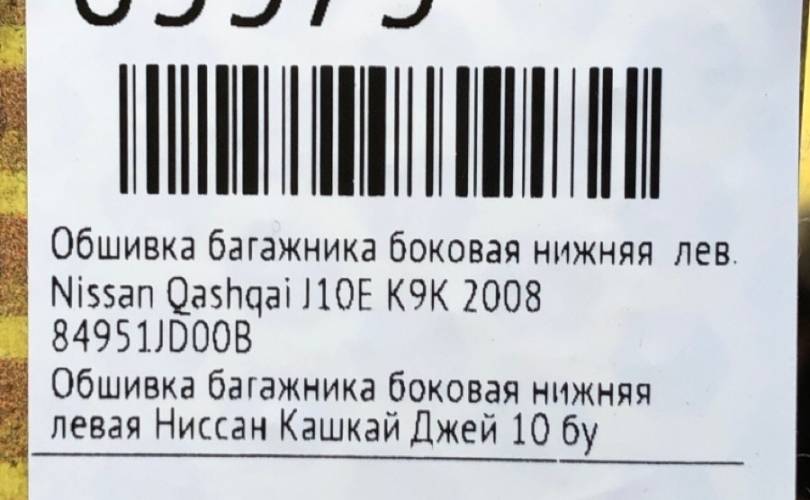 Обшивка багажника боковая нижняя лев.
Nissan Qashqai J10E K9K 2008
84951JD00B
Обшивка багажника боковая нижняя
левая Ниссан Кашкай Джей 10 бу